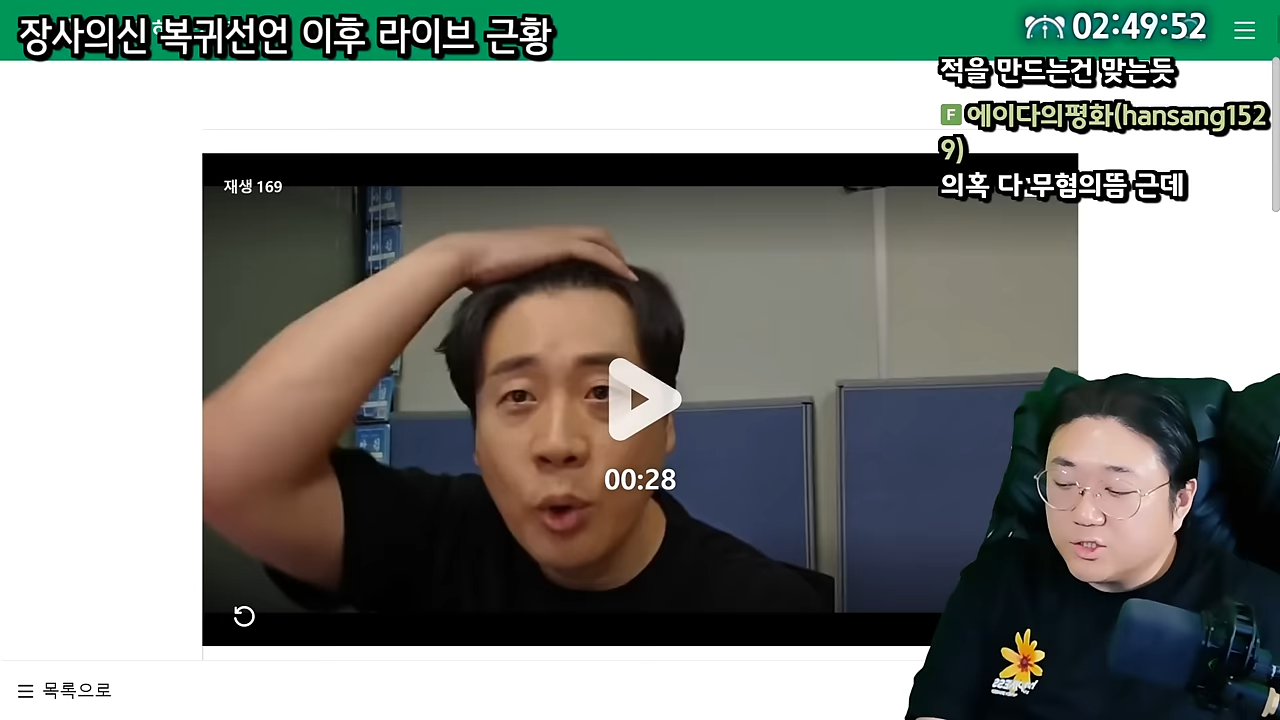 장사의신 복귀선언 이후 라이브 근황
02:49:52
적을 만드는건 맞는듯
F 에이다의평화(hansang152
9)
의혹 다 무혐의뜸 근데
재생 169
00:28
목록으로